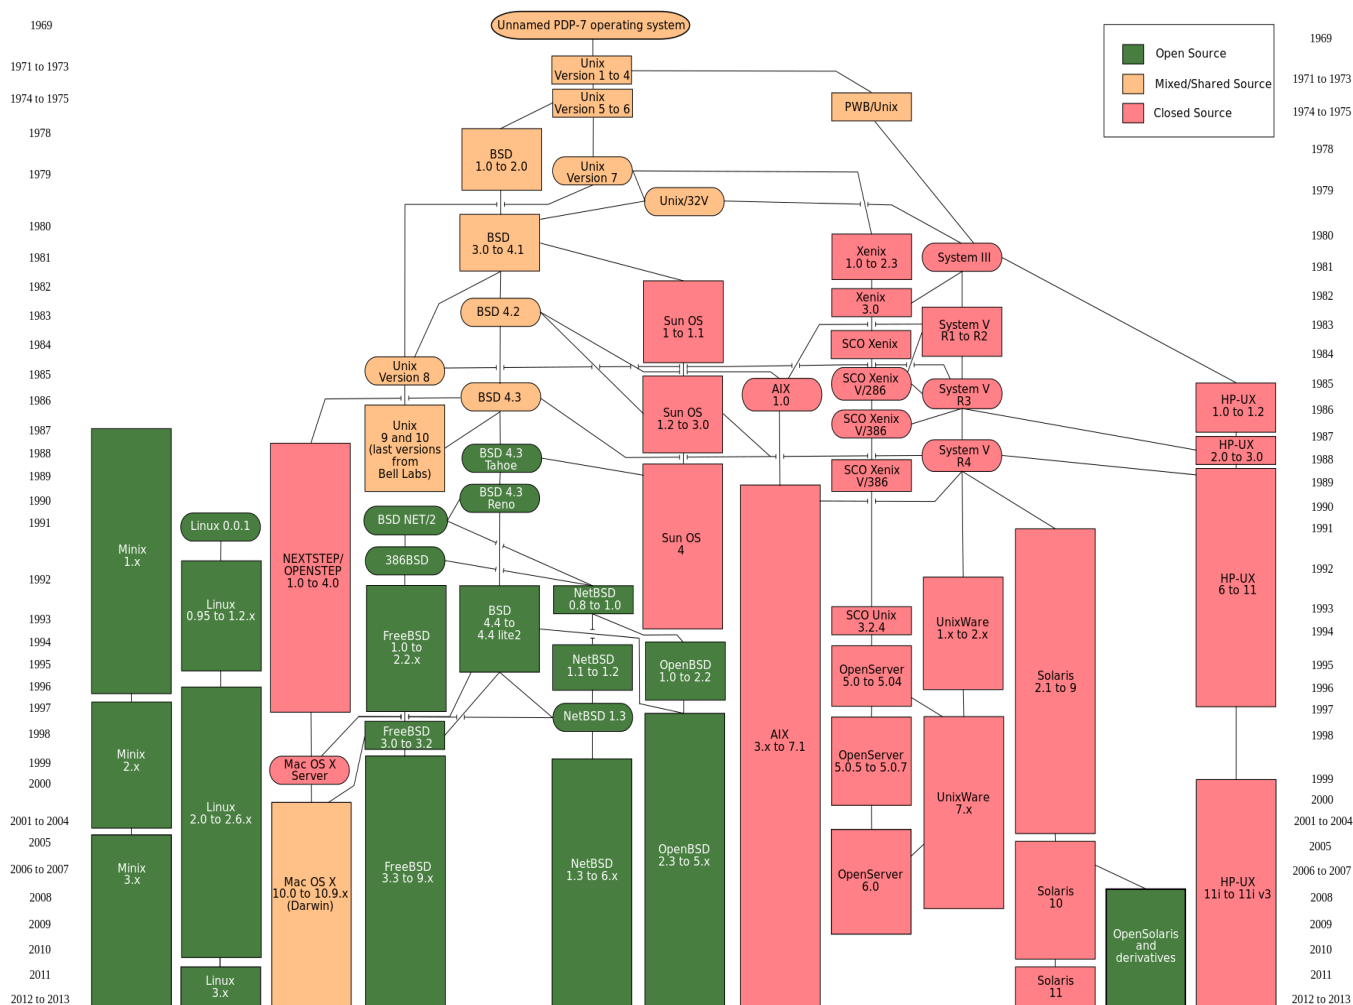 1969
1971 to 1973
1974 to 1975
1978
1979
1980
1981
1982
1983
1984
1985
1986
1987
1988
1989
1990
1991
1992
1993
1994
1995
1996
1997
1998
1999
2000
2001 to 2004
2005
2006 to 2007
2008
2009
2010
2011
2012 to 2013
Unnamed PDP-7 operating system
Unix
Version 1 to 4
Unix
Version 5 to 6
PWB/Unix
BSD
1.0 to 2.0
Unix
Version 7
Unix/32V
BSD
3.0 to 4.1
Xenix
1.0 to 2.3
System III
Xenix
3.0
BSD 4.2
Sun OS
1 to 1.1
System V
R1 to R2
SCO Xenix
Unix
Version 8
SCO Xenix
V/286
AIX
1.0
System V
R3
BSD 4.3
HP-UX
1.0 to 1.2
Sun OS
1.2 to 3.0
SCO Xenix
V/386
Unix
9 and 10
(last versions
from
Bell Labs)
HP-UX
2.0 to 3.0
System V
R4
BSD 4.3
Tahoe
SCO Xenix
V/386
BSD 4.3
Reno
BSD NET/2
Linux 0.0.1
Minix
1.x
Sun OS
4
386BSD
NEXTSTEP/
OPENSTEP
1.0 to 4.0
HP-UX
6 to 11
Linux
0.95 to 1.2.x
NetBSD
0.8 to 1.0
BSD
4.4 to
4.4 lite2
SCO Unix
3.2.4
UnixWare
1.x to 2.x
FreeBSD
1.0 to
2.2.x
NetBSD
1.1 to 1.2
OpenBSD
1.0 to 2.2
OpenServer
5.0 to 5.04
Solaris
2.1 to 9
NetBSD 1.3
FreeBSD
3.0 to 3.2
AIX
3.x to 7.1
Minix
2.x
Mac OS X
Server
OpenServer
5.0.5 to 5.0.7
UnixWare
7.x
Linux
2.0 to 2.6.x
OpenBSD
2.3 to 5.x
Minix
3.x
FreeBSD
3.3 to 9.x
NetBSD
1.3 to 6.x
OpenServer
6.0
Mac OS X
10.0 to 10.9.x
(Darwin)
Solaris
10
HP-UX
11i to 11i v3
OpenSolaris
and
derivatives
Linux
3.x
Solaris
11
Open Source
Mixed/Shared Source
Closed Source
1969
1971 to 1973
1974 to 1975
1978
1979
1980
1981
1982
1983
1984
1985
1986
1987
1988
1989
1990
1991
1992
1993
1994
1995
1996
1997
1998
1999
2000
2001 to 2004
2005
2006 to 2007
2008
2009
2010
2011
2012 to 2013